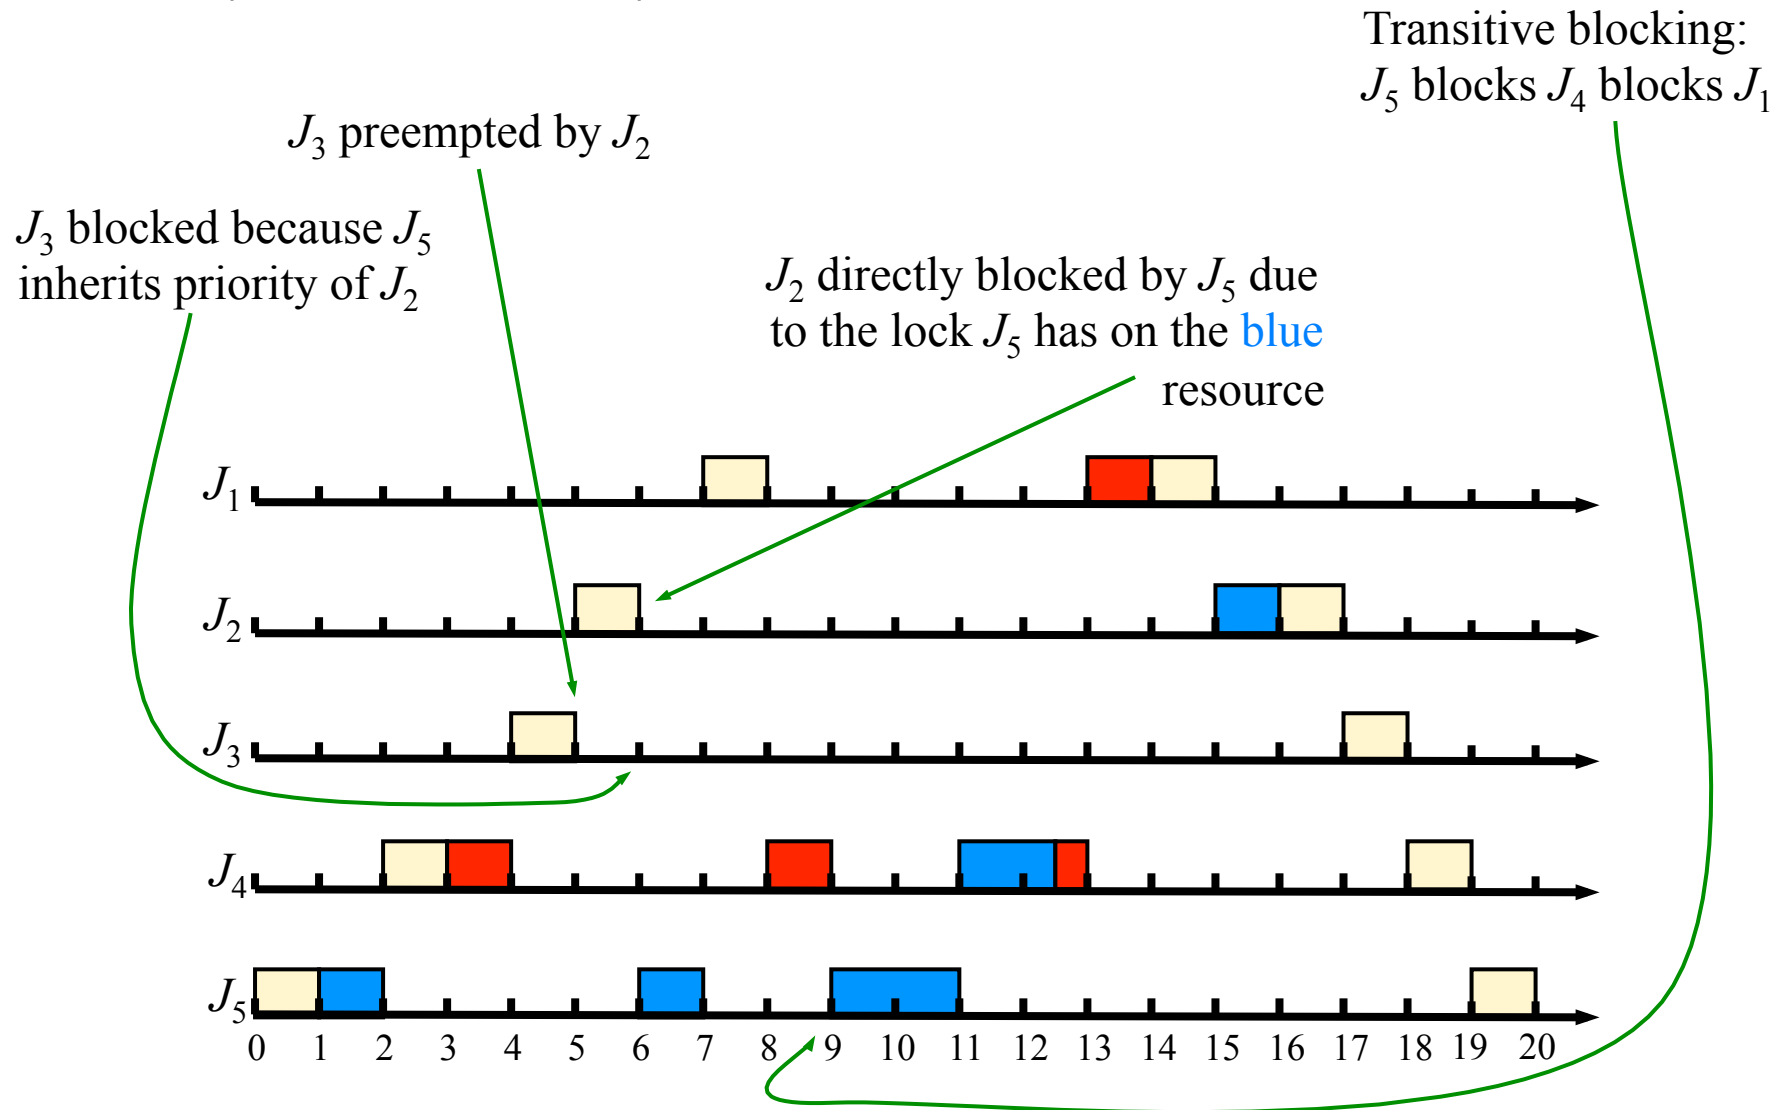 Transitive blocking:
J5 blocks J4 blocks J1
J3 preempted by J2
J3 blocked because J5
inherits priority of J2
J2 directly blocked by J5 due
to the lock J5 has on the blue
resource
J1
J2
J3
J4
J5
0 1 2 3 4 5 6 7 8 9 10 11 12 13 14 15 16 17 18 19 20